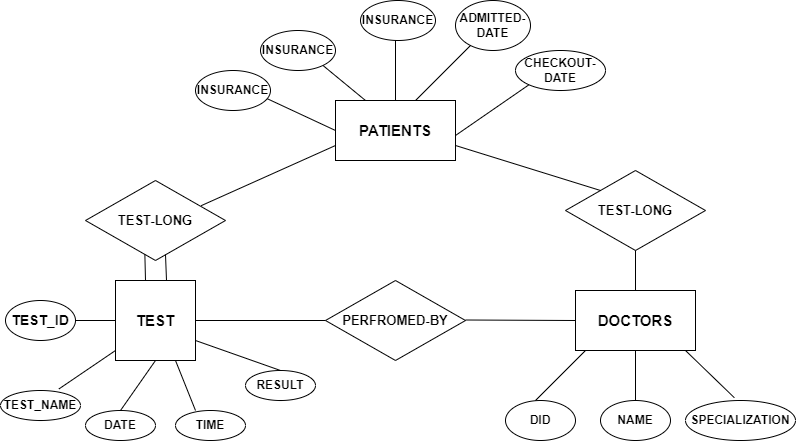 INSURANCE
ADMITTED-
DATE
INSURANCE
CHECKOUT-
DATE
INSURANCE
PATIENTS
TEST-LONG
TEST-LONG
TEST_ID
TEST
PERFROMED-BY
DOCTORS
RESULT
TEST_NAME
DATE
TIME
DID
NAME
SPECIALIZATION